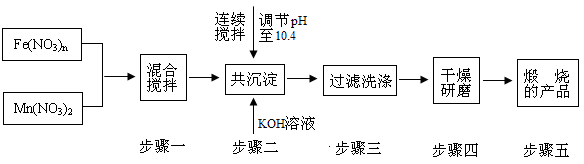 Fe(NO₃)n
Mn(NO₃)₂
混合
搅拌
连续
搅拌
调节pH
至10.4
共沉淀
KOH溶液
过滤洗涤
干燥
研磨
煅烧
的产品
步骤一
步骤二
步骤三
步骤四
步骤五